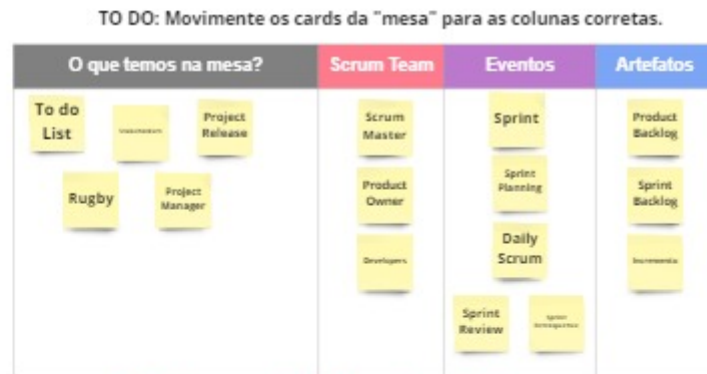 TO DO: Movimente os cards da "mesa" para as colunas corretas.
O que temos na mesa?
Scrum Team
Eventos
Artefatos
To do
List
Project
Release
Rugby
Project
Manager
Scrum
Master
Product
Owner
Developers
Sprint
Sprint
Planning
Daily
Scrum
Sprint
Review
Sprint
Product
Backlog
Sprint
Backlog